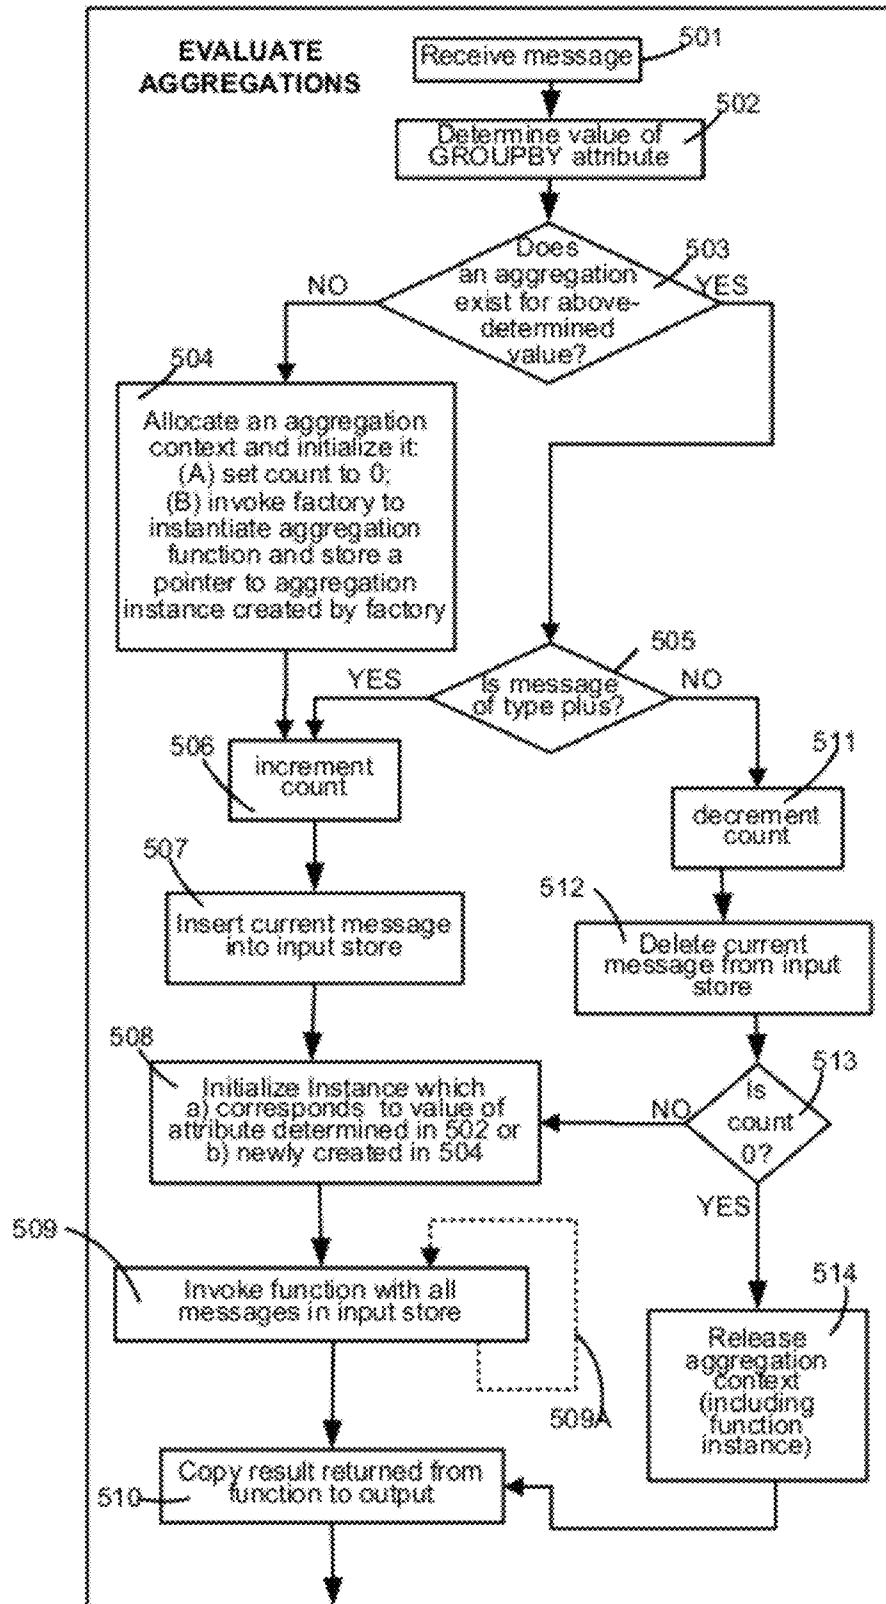 EVALUATE
AGGREGATIONS
Receive message
501
502
Determine value of
GROUPBY attribute
Does
an aggregation
exist for above-
determined
value?
503
NO
YES
504
Allocate an aggregation
context and initialize it:
(A) set count to 0;
(B) invoke factory to
instantiate aggregation
function and store a
pointer to aggregation
instance created by factory
505
YES
Is message
of type plus?
NO
506
increment
count
511
decrement
count
507
Insert current message
into input store
512
Delete current
message from input
store
508
Initialize Instance which
a) corresponds to value of
attribute determined in 502 or
b) newly created in 504
NO
Is
count
0?
513
YES
509
Invoke function with all
messages in input store
509A
514
Release
aggregation
context
(including
function
instance)
Copy result returned from
function to output
510